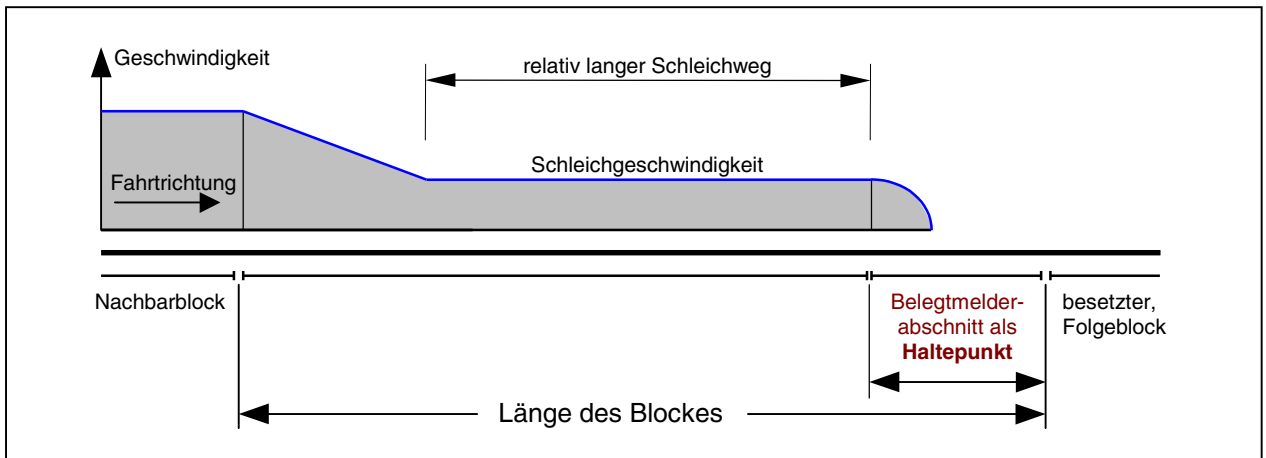 Geschwindigkeit
relativ langer Schleichweg
Schleichgeschwindigkeit
Fahrtrichtung
Nachbarblock
Belegtmelder-
abschnitt als
Haltepunkt
besetzter,
Folgeblock
Länge des Blockes